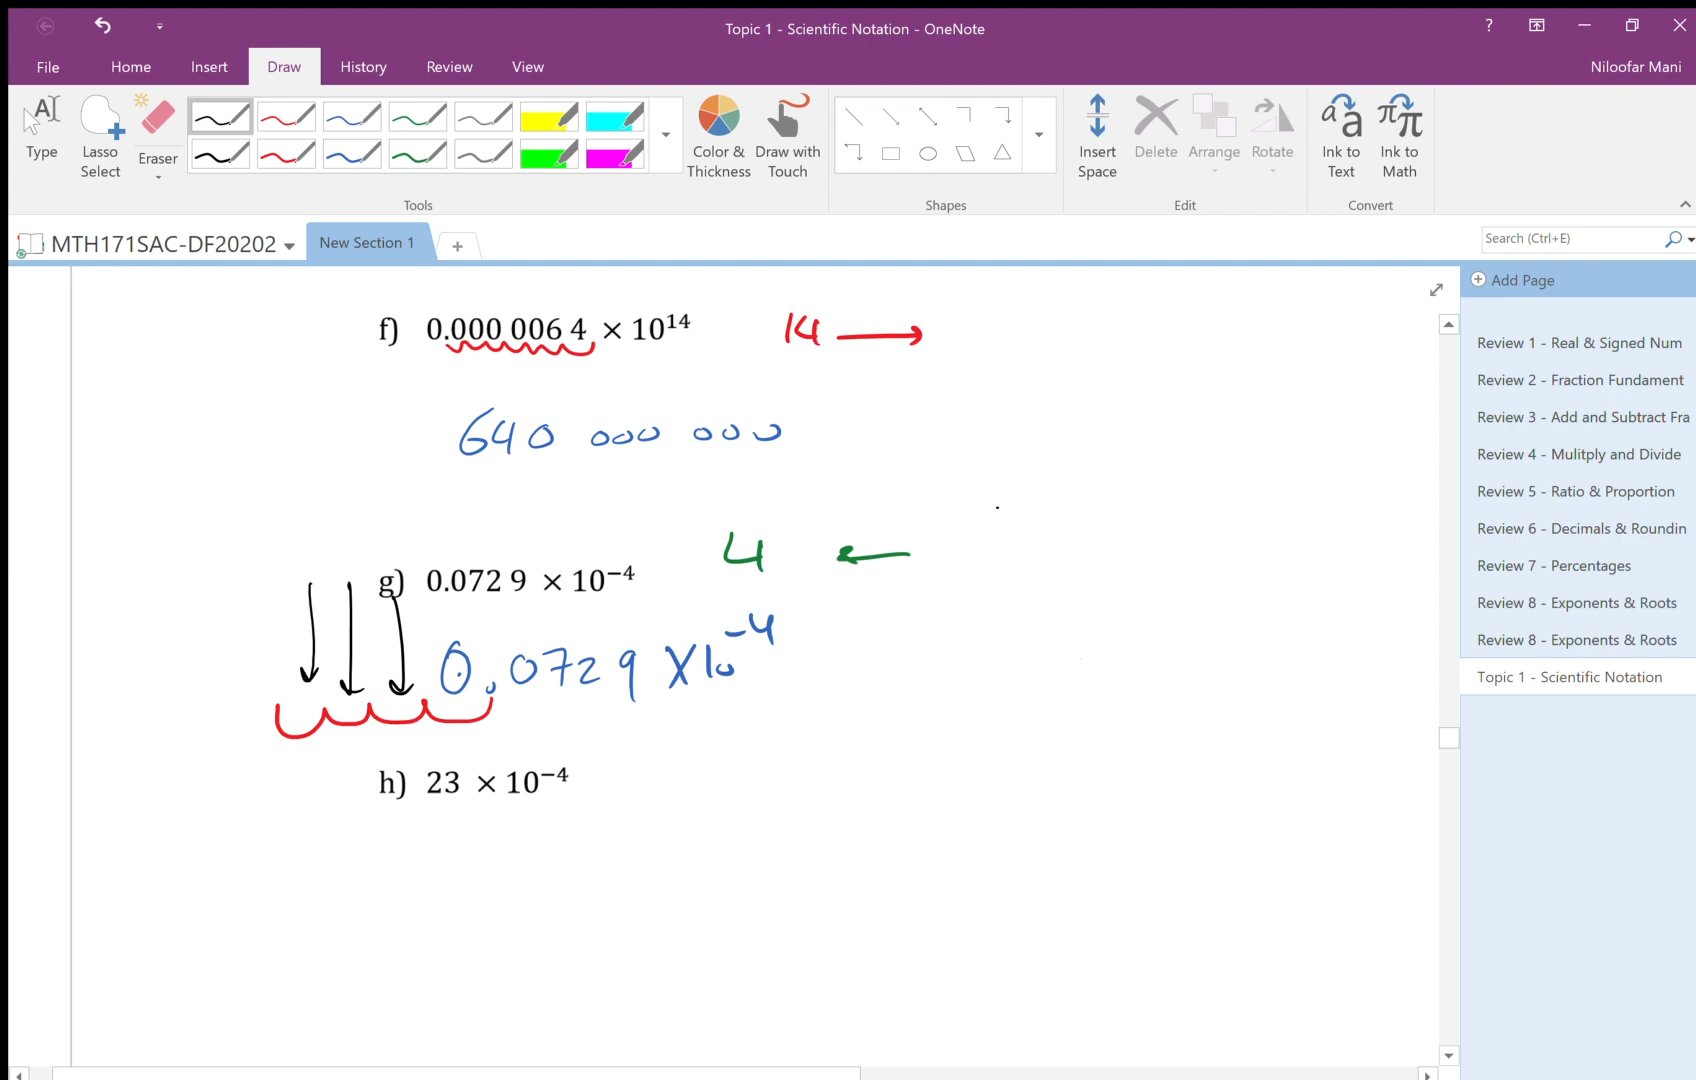 Topic 1 - Scientific Notation - OneNote
?
File Home Insert Draw History Review View Niloofar Mani
Type
Lasso Select
Eraser
Color & Thickness
Draw with Touch
Insert Space
Delete
Arrange
Rotate
Ink to Text
Ink to Math
Tools Shapes Edit Convert
MTH171SAC-DF20202 New Section 1 +
Search (Ctrl+E)
Add Page
Review 1 - Real & Signed Num
Review 2 - Fraction Fundament
Review 3 - Add and Subtract Fra
Review 4 - Mulitply and Divide
Review 5 - Ratio & Proportion
Review 6 - Decimals & Roundin
Review 7 - Percentages
Review 8 - Exponents & Roots
Review 8 - Exponents & Roots
Topic 1 - Scientific Notation
f) 0.000 006 4 × 10¹⁴ 14 →
640 000 000
4 ←
g) 0.072 9 × 10⁻⁴
0.0729 × 10⁻⁴
h) 23 × 10⁻⁴